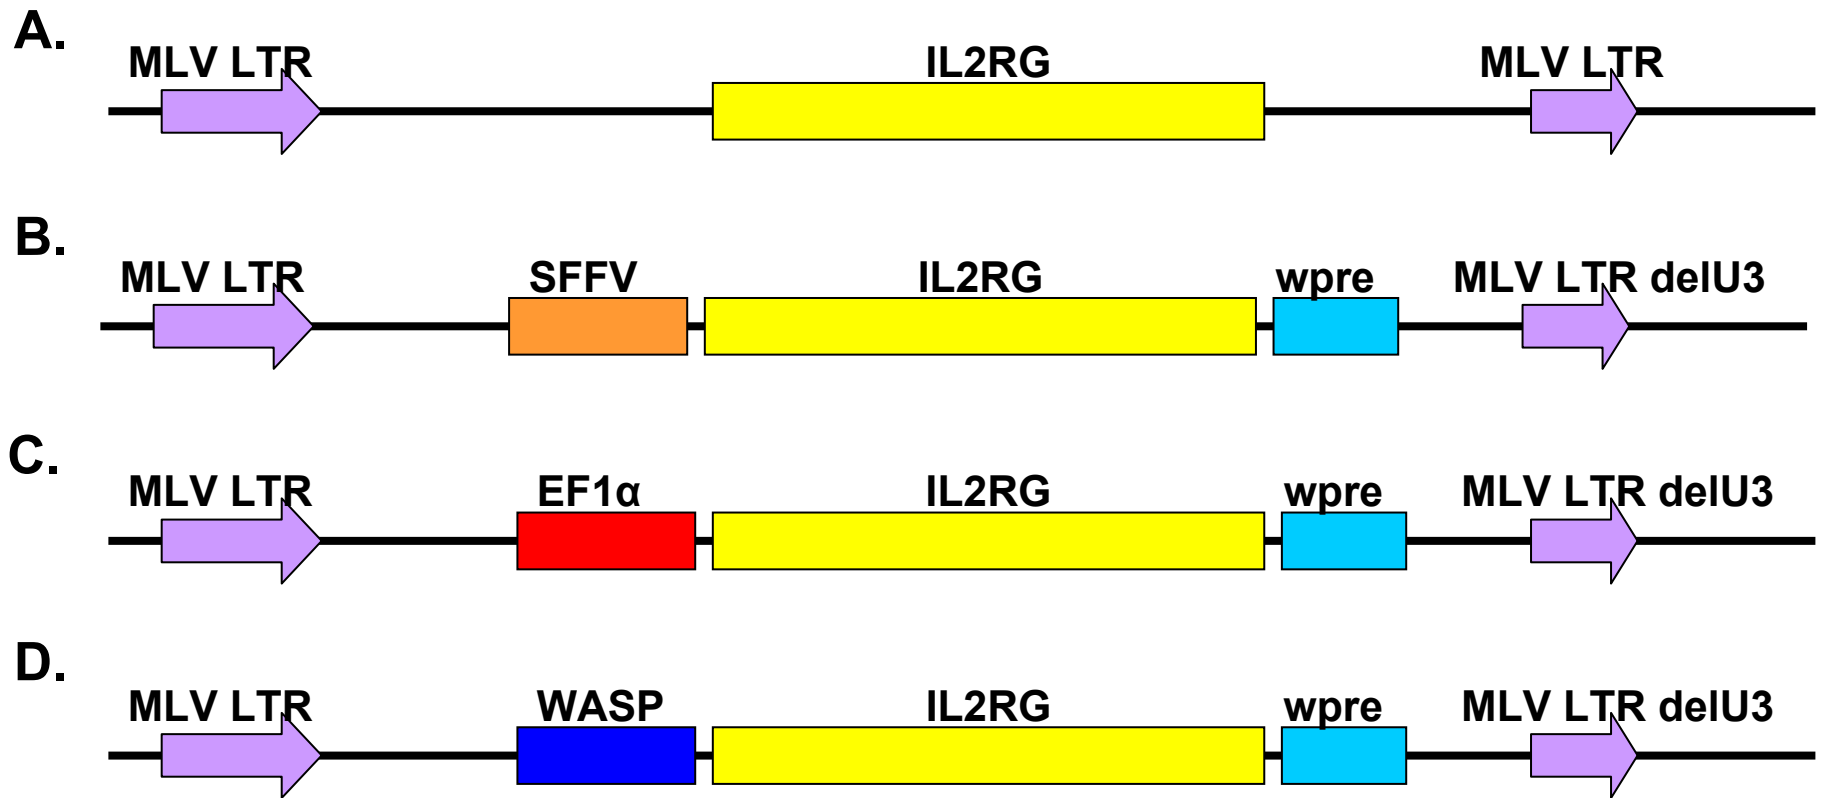 A.
MLV LTR IL2RG MLV LTR
B.
MLV LTR SFFV IL2RG wpre MLV LTR delU3
C.
MLV LTR EF1α IL2RG wpre MLV LTR delU3
D.
MLV LTR WASP IL2RG wpre MLV LTR delU3